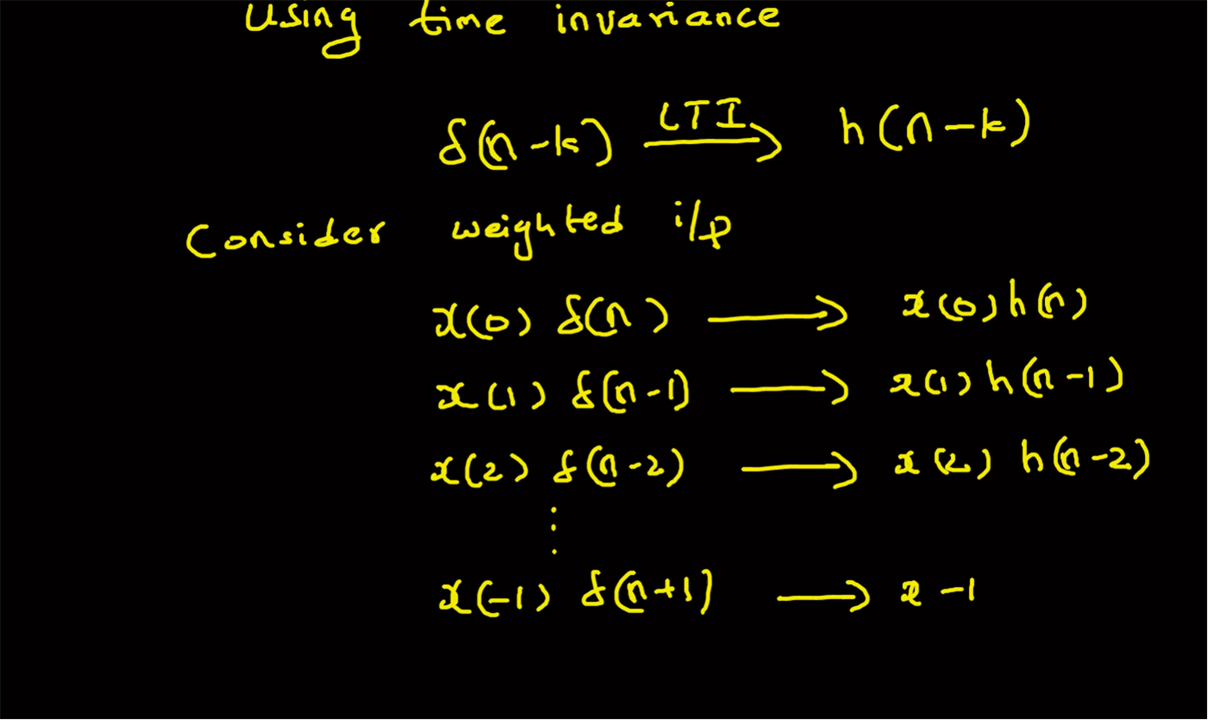 Using time invariance
δ(n-k) LTI→ h(n-k)
Consider weighted i/p
x(0) δ(n) → x(0) h(n)
x(1) δ(n-1) → x(1) h(n-1)
x(2) δ(n-2) → x(2) h(n-2)
⋮
x(-1) δ(n+1) → x -1